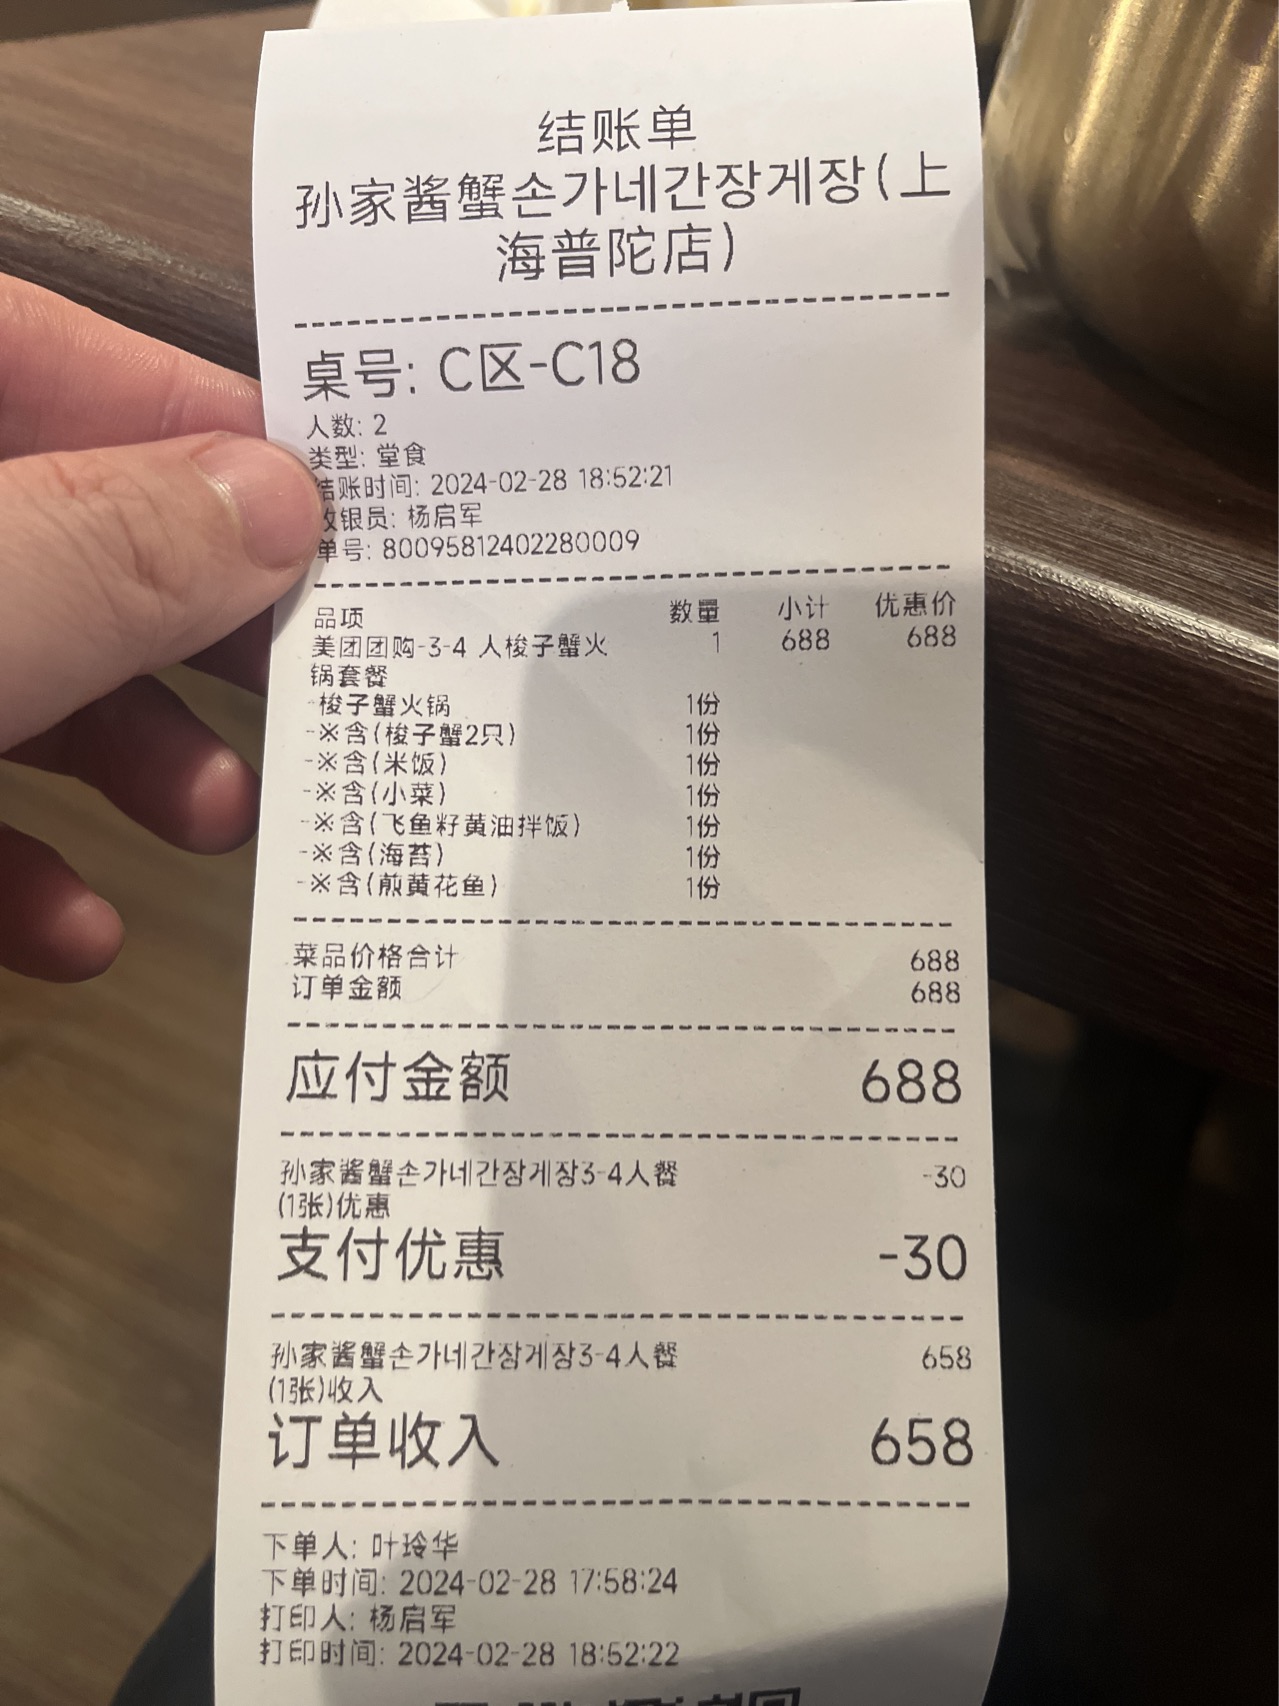 结账单
孙家酱蟹손가네간장게장(上
海普陀店)
桌号: C区-C18
人数: 2
类型: 堂食
结账时间: 2024-02-28 18:52:21
收银员: 杨启军
单号: 80095812402280009
品项 数量 小计 优惠价
美团团购-3-4 人梭子蟹火 1 688 688
锅套餐
-梭子蟹火锅 1份
-※含(梭子蟹2只) 1份
-※含(米饭) 1份
-※含(小菜) 1份
-※含(飞鱼籽黄油拌饭) 1份
-※含(海苔) 1份
-※含(煎黄花鱼) 1份
菜品价格合计 688
订单金额 688
应付金额 688
孙家酱蟹손가네간장게장3-4人餐 -30
(1张)优惠
支付优惠 -30
孙家酱蟹손가네간장게장3-4人餐 658
(1张)收入
订单收入 658
下单人: 叶玲华
下单时间: 2024-02-28 17:58:24
打印人: 杨启军
打印时间: 2024-02-28 18:52:22